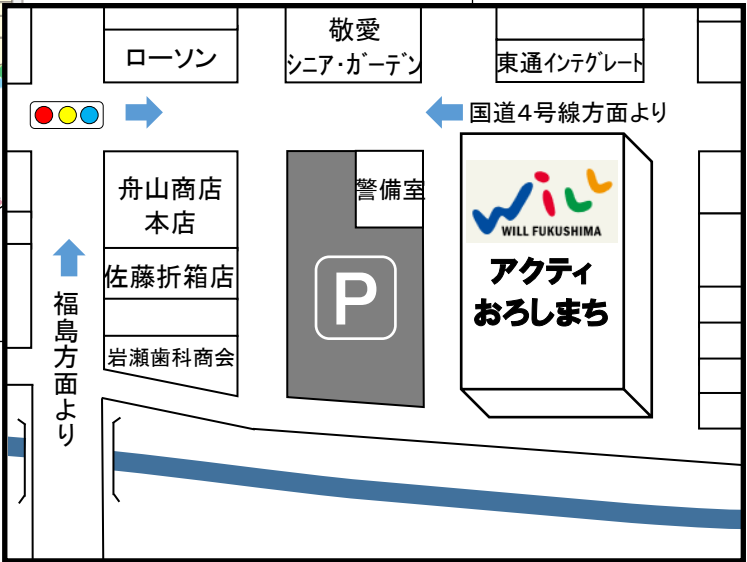 ローソン
敬愛
シニア・ガーデン
東通インテグレート
国道4号線方面より
舟山商店
本店
警備室
WiLL
WILL FUKUSHIMA
アクティ
おろしまち
佐藤折箱店
P
福島方面より
岩瀬歯科商会